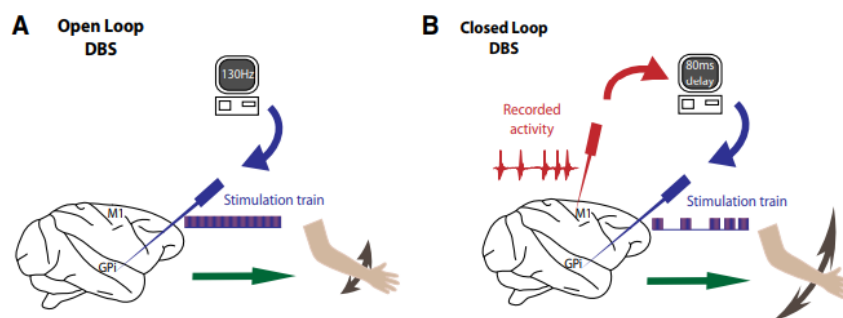 A
Open Loop
DBS
130Hz
Stimulation train
M1
GPi
B
Closed Loop
DBS
80ms
delay
Recorded
activity
M1
Stimulation train
GPi